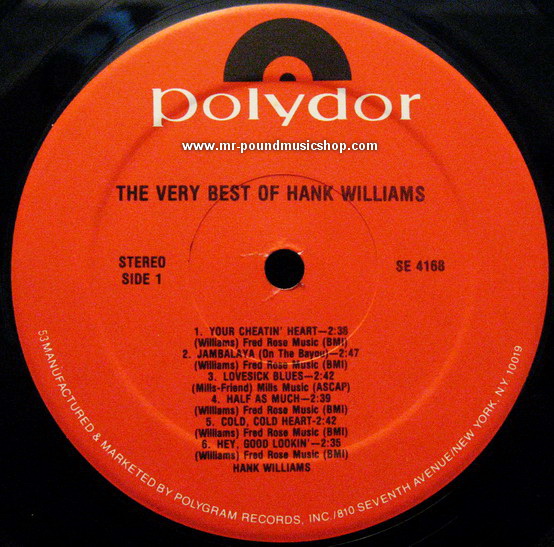 polydor
www.mr-poundmusicshop.com
THE VERY BEST OF HANK WILLIAMS
STEREO
SIDE 1
SE 4168
1. YOUR CHEATIN' HEART—2:38
(Williams) Fred Rose Music (BMI)
2. JAMBALAYA (On The Bayou)—2:47
(Williams) Fred Rose Music (BMI)
3. LOVESICK BLUES—2:42
(Mills-Friend) Mills Music (ASCAP)
4. HALF AS MUCH—2:39
(Williams) Fred Rose Music (BMI)
5. COLD, COLD HEART-2:42
(Williams) Fred Rose Music (BMI)
6. HEY, GOOD LOOKIN'—2:35
(Williams) Fred Rose Music (BMI)
HANK WILLIAMS
53 MANUFACTURED & MARKETED BY POLYGRAM RECORDS, INC./810 SEVENTH AVENUE/NEW YORK, NY 10019